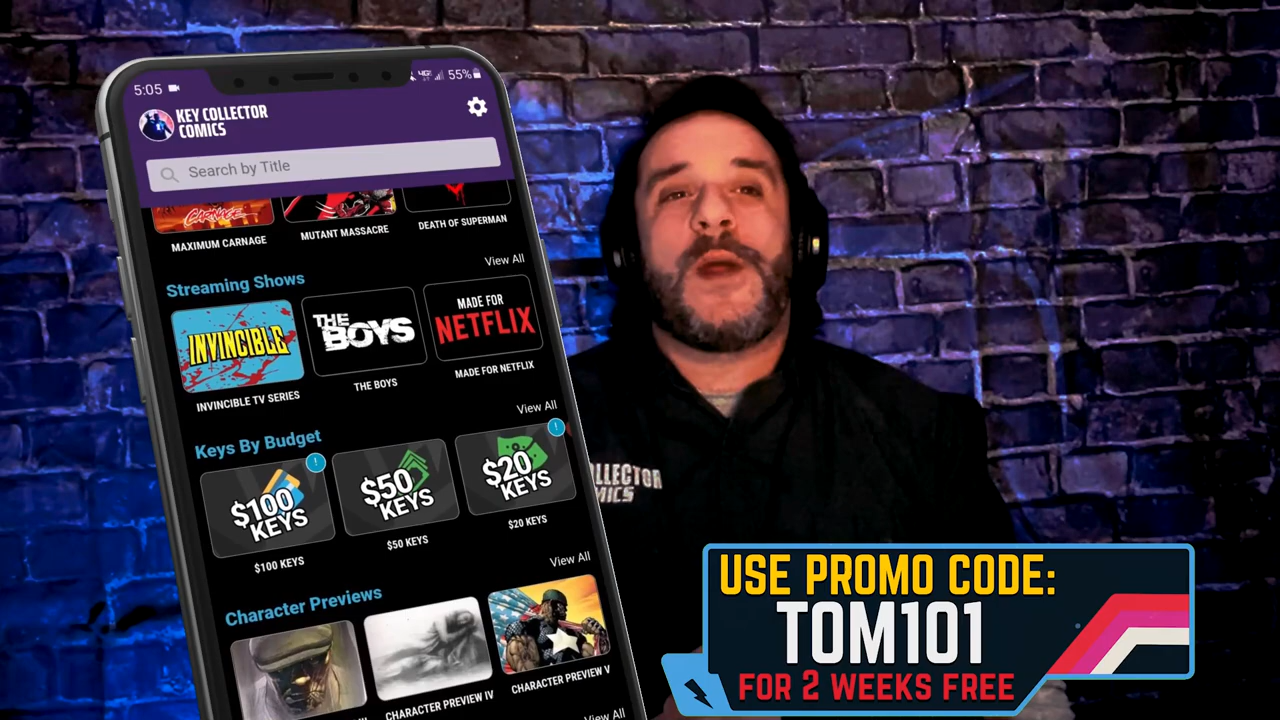 5:05
55%
KEY COLLECTOR
COMICS
Search by Title
CARNAGE
MAXIMUM CARNAGE
MUTANT MASSACRE
DEATH OF SUPERMAN
Streaming Shows
View All
INVINCIBLE
THE
BOYS
MADE FOR
NETFLIX
INVINCIBLE TV SERIES
THE BOYS
MADE FOR NETFLIX
Keys By Budget
View All
$100
KEYS
$50
KEYS
$20
KEYS
$100 KEYS
$50 KEYS
$20 KEYS
Character Previews
View All
CHARACTER PREVIEW IV
CHARACTER PREVIEW V
View All
LLECTOR
MICS
USE PROMO CODE:
TOM101
FOR 2 WEEKS FREE